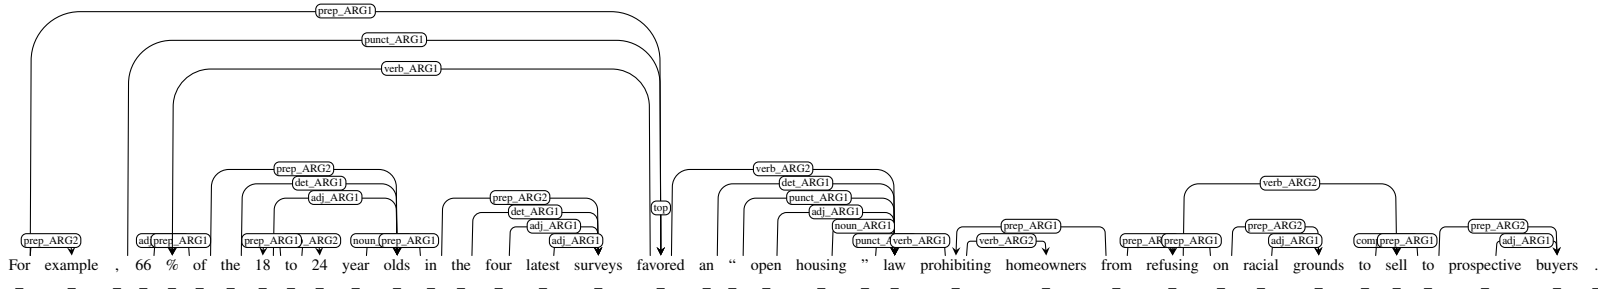 prep_ARG1
punct_ARG1
verb_ARG1
prep_ARG2 verb_ARG2
det_ARG1 det_ARG1 verb_ARG2
adj_ARG1 prep_ARG2 punct_ARG1
det_ARG1 top adj_ARG1
adj_ARG1 noun_ARG1 prep_ARG1 prep_ARG2 prep_ARG2
prep_ARG2 prep_ARG1 prep_ARG1 _ARG2 noun_ prep_ARG1 adj_ARG1 punct_ verb_ARG1 verb_ARG2 prep_ARG1 adj_ARG1 prep_ARG1 adj_ARG1
For example , 66 % of the 18 to 24 year olds in the four latest surveys favored an “ open housing ” law prohibiting homeowners from refusing on racial grounds to sell to prospective buyers .
_ _ _ _ _ _ _ _ _ _ _ _ _ _ _ _ _ _ _ _ _ _ _ _ _ _ _ _ _ _ _ _ _ _ _ _ _